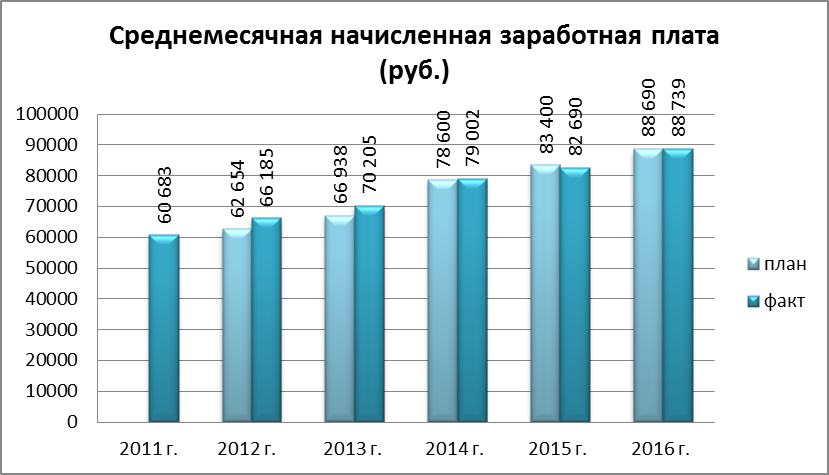 Среднемесячная начисленная заработная плата
(руб.)
100000
90000
80000
70000
60000
50000
40000
30000
20000
10000
0
60 683
62 654
66 185
66 938
70 205
78 600
79 002
83 400
82 690
88 690
88 739
2011 г.
2012 г.
2013 г.
2014 г.
2015 г.
2016 г.
план
факт